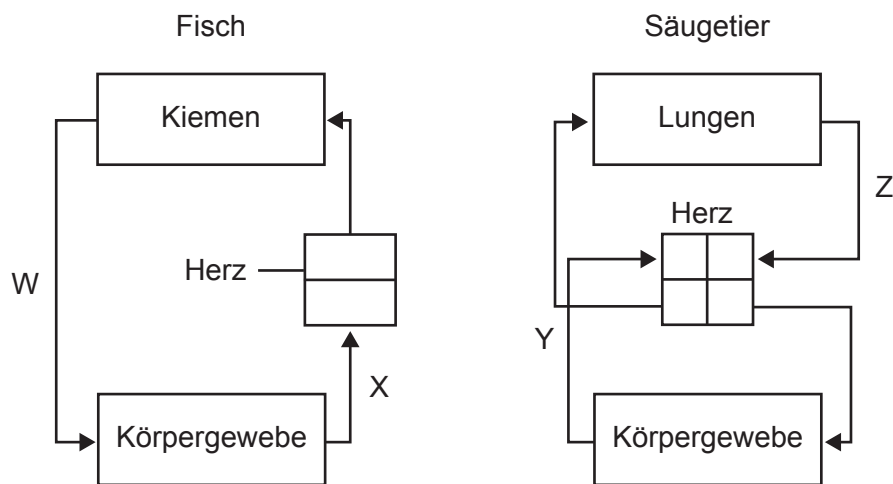 Fisch
Kiemen
Herz
W
X
Körpergewebe
Säugetier
Lungen
Z
Herz
Y
Körpergewebe